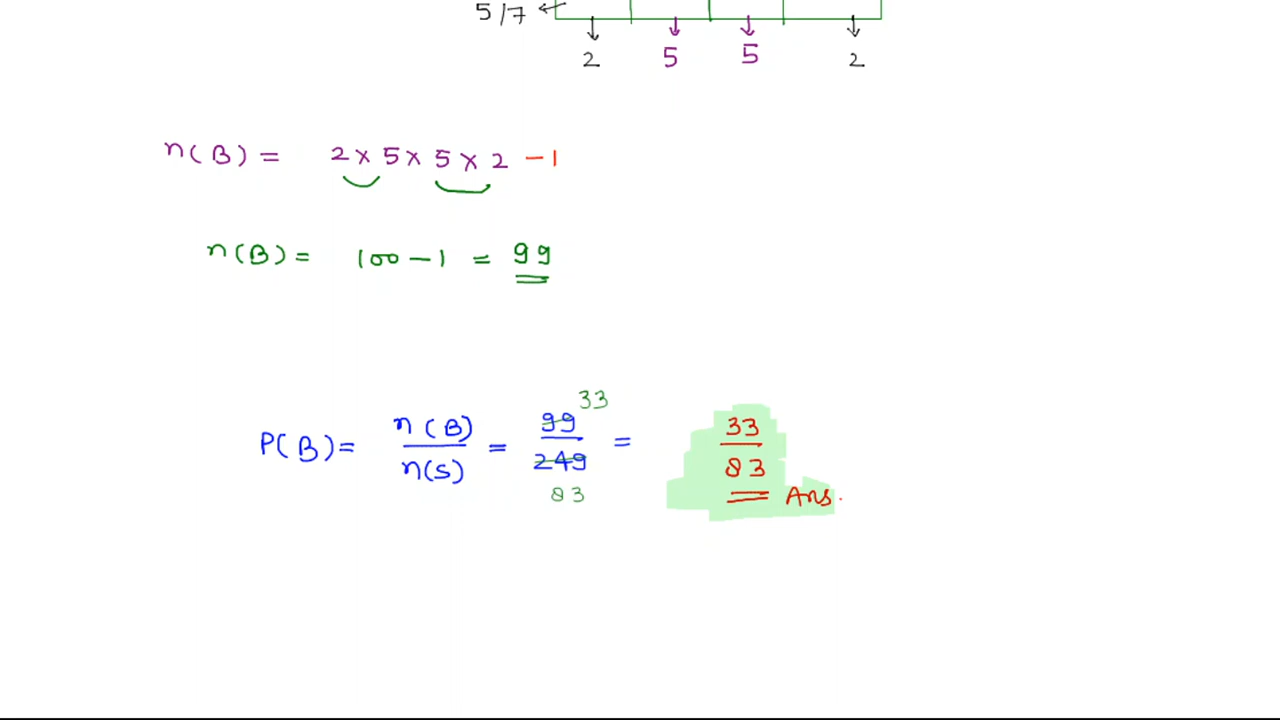 5/7 ←
2 5 5 2
n(B) = 2 × 5 × 5 × 2 - 1
n(B) = 100 - 1 = 99
33
P(B) = n(B)/n(S) = 99/249 = 33/83
83
Ans.